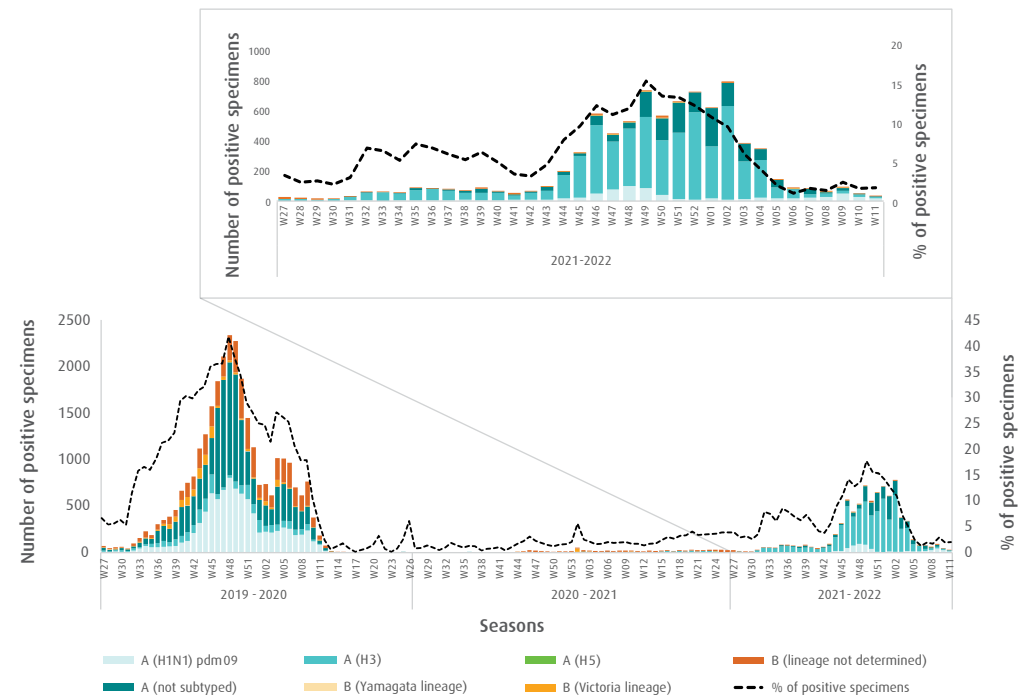 Number of positive specimens
1000
800
600
400
200
0
20
15
10
5
0
% of positive specimens
W27 W28 W29 W30 W31 W32 W33 W34 W35 W36 W37 W38 W39 W40 W41 W42 W43 W44 W45 W46 W47 W48 W49 W50 W51 W52 W01 W02 W03 W04 W05 W06 W07 W08 W09 W10 W11
2021-2022
Number of positive specimens
2500
2000
1500
1000
500
0
45
40
35
30
25
20
15
10
5
0
% of positive specimens
W27 W30 W33 W36 W39 W42 W45 W48 W51 W02 W05 W08 W11 W14 W17 W20 W23 W26 W29 W32 W35 W38 W41 W44 W47 W50 W53 W03 W06 W09 W12 W15 W18 W21 W24 W27 W30 W33 W36 W39 W42 W45 W48 W51 W02 W05 W08 W11
2019 - 2020 2020 - 2021 2021 - 2022
Seasons
A (H1N1) pdm09 A (H3) A (H5) B (lineage not determined)
A (not subtyped) B (Yamagata lineage) B (Victoria lineage) % of positive specimens